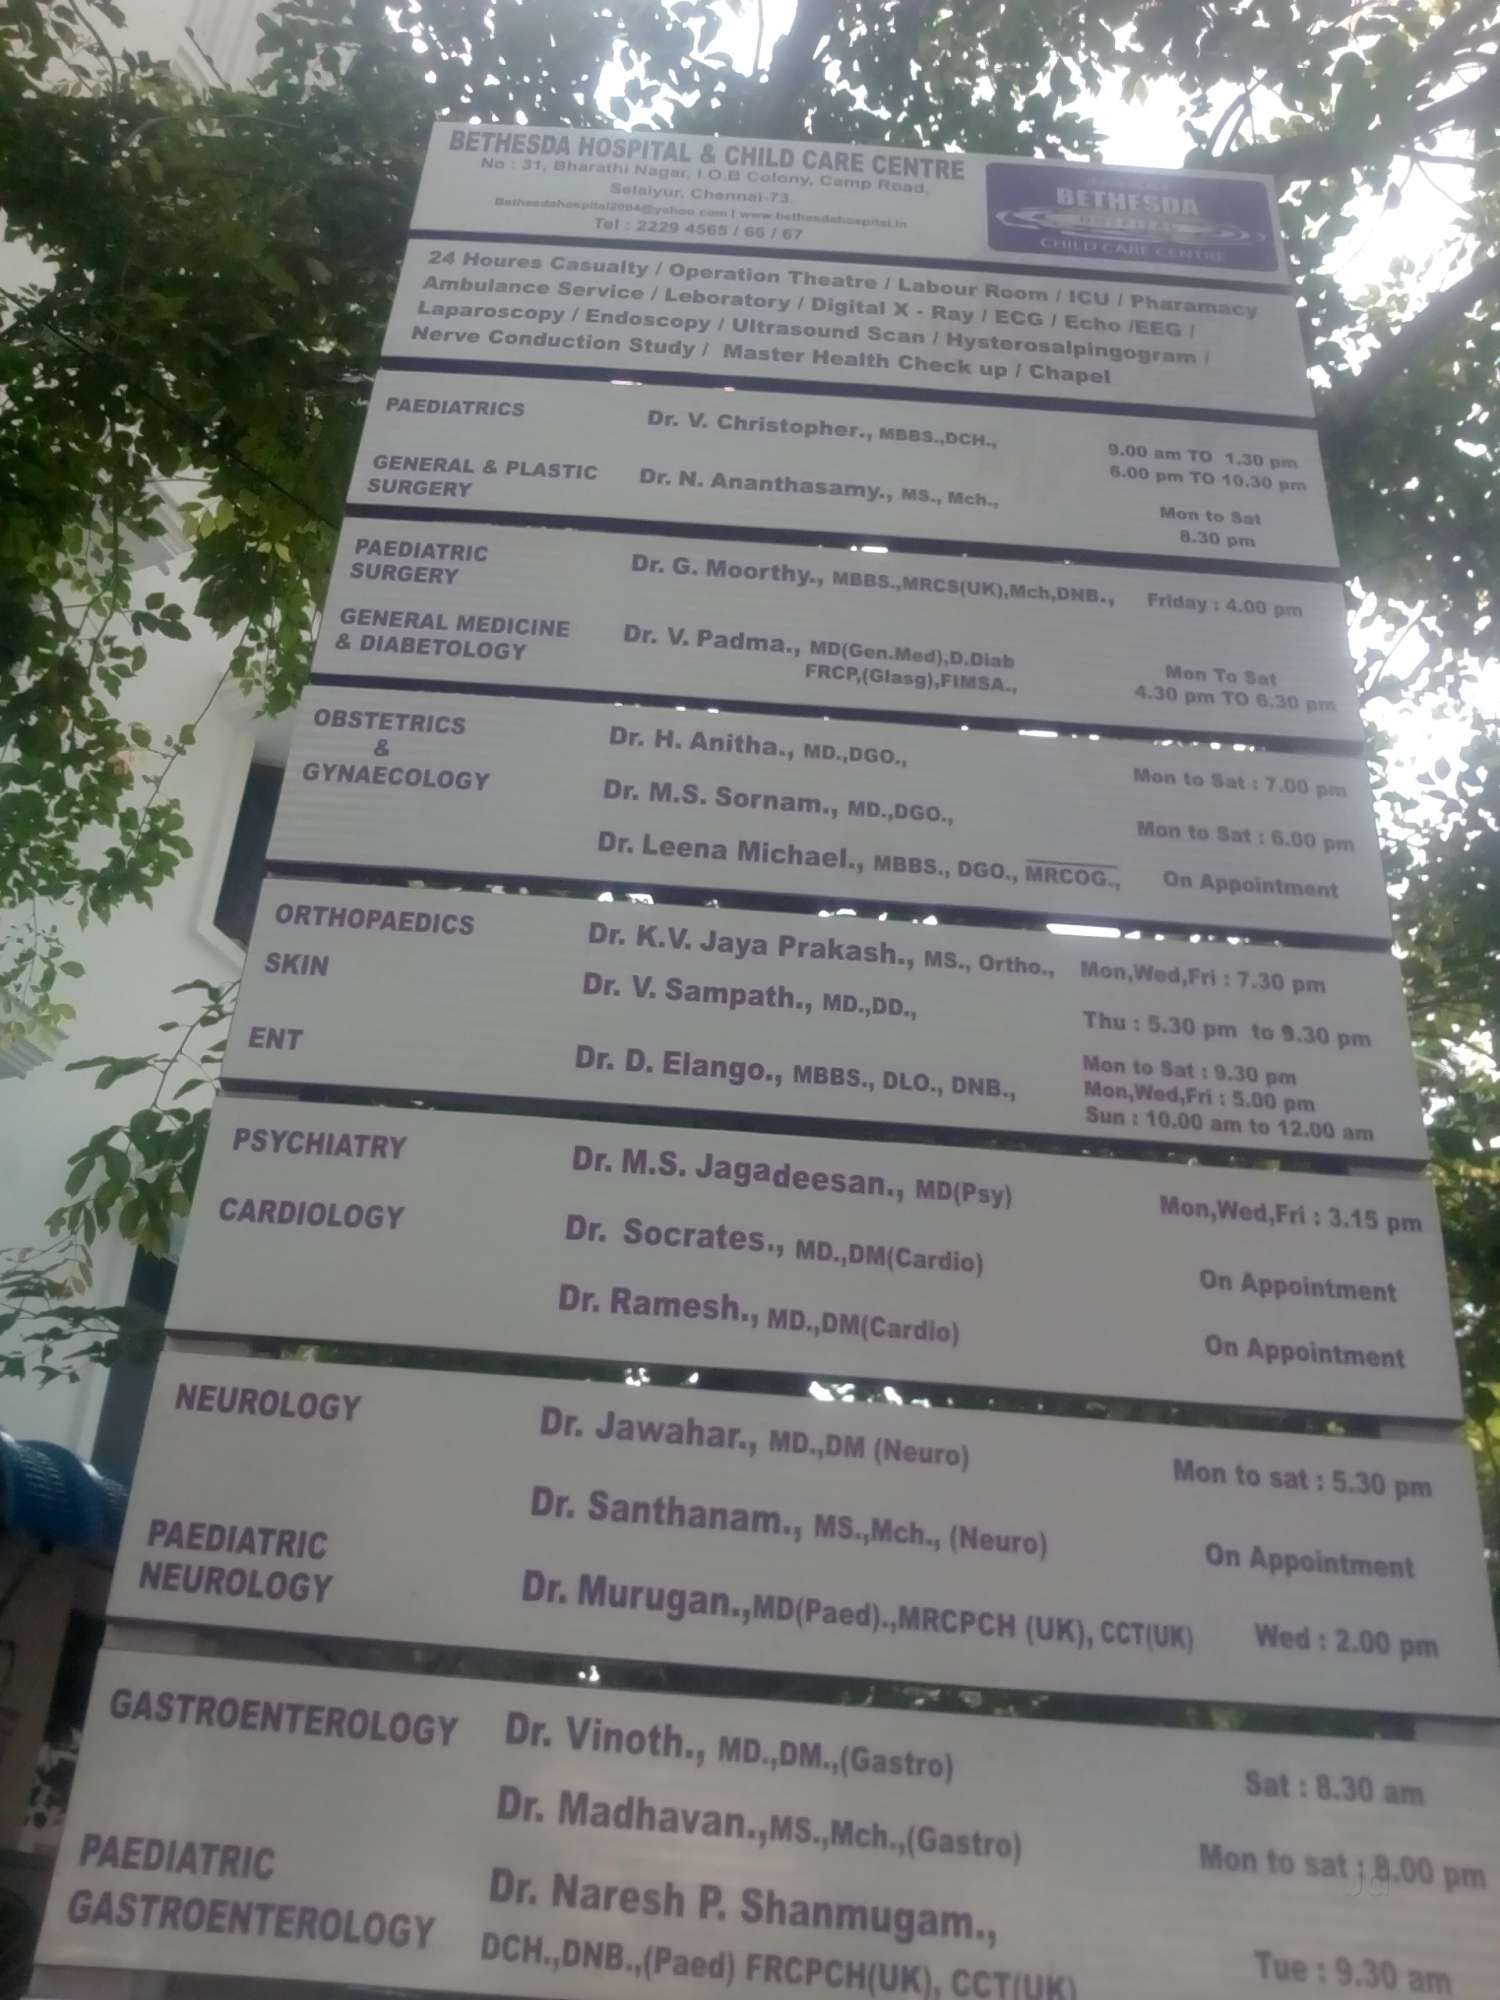 BETHESDA HOSPITAL & CHILD CARE CENTRE
No : 31, Bharathi Nagar, I.O.B Colony, Camp Road,
Selaiyur, Chennai-73.
Bethesdahospital2004@yahoo.com | www.bethesdahospital.in
Tel : 2229 4565 / 66 / 67
BETHESDA
HOSPITAL
CHILD CARE CENTRE
24 Houres Casualty / Operation Theatre / Labour Room / ICU / Pharamacy
Ambulance Service / Leboratory / Digital X - Ray / ECG / Echo /EEG /
Laparoscopy / Endoscopy / Ultrasound Scan / Hysterosalpingogram /
Nerve Conduction Study / Master Health Check up / Chapel
PAEDIATRICS Dr. V. Christopher., MBBS.,DCH., 9.00 am TO 1.30 pm
6.00 pm TO 10.30 pm
GENERAL & PLASTIC Dr. N. Ananthasamy., MS., Mch., Mon to Sat
SURGERY 8.30 pm
PAEDIATRIC Dr. G. Moorthy., MBBS.,MRCS(UK),Mch,DNB., Friday : 4.00 pm
SURGERY
GENERAL MEDICINE Dr. V. Padma., MD(Gen.Med),D.Diab Mon To Sat
& DIABETOLOGY FRCP,(Glasg),FIMSA., 4.30 pm TO 6.30 pm
OBSTETRICS Dr. H. Anitha., MD.,DGO., Mon to Sat : 7.00 pm
&
GYNAECOLOGY Dr. M.S. Sornam., MD.,DGO., Mon to Sat : 6.00 pm
Dr. Leena Michael., MBBS., DGO., MRCOG., On Appointment
ORTHOPAEDICS Dr. K.V. Jaya Prakash., MS., Ortho., Mon,Wed,Fri : 7.30 pm
SKIN Dr. V. Sampath., MD.,DD., Thu : 5.30 pm to 9.30 pm
ENT Dr. D. Elango., MBBS., DLO., DNB., Mon to Sat : 9.30 pm
Mon,Wed,Fri : 5.00 pm
Sun : 10.00 am to 12.00 am
PSYCHIATRY Dr. M.S. Jagadeesan., MD(Psy) Mon,Wed,Fri : 3.15 pm
CARDIOLOGY Dr. Socrates., MD.,DM(Cardio) On Appointment
Dr. Ramesh., MD.,DM(Cardio) On Appointment
NEUROLOGY Dr. Jawahar., MD.,DM (Neuro) Mon to sat : 5.30 pm
Dr. Santhanam., MS.,Mch., (Neuro) On Appointment
PAEDIATRIC
NEUROLOGY Dr. Murugan.,MD(Paed).,MRCPCH (UK), CCT(UK) Wed : 2.00 pm
GASTROENTEROLOGY Dr. Vinoth., MD.,DM.,(Gastro) Sat : 8.30 am
Dr. Madhavan.,MS.,Mch.,(Gastro) Mon to sat : 8.00 pm
PAEDIATRIC Dr. Naresh P. Shanmugam.,
GASTROENTEROLOGY DCH.,DNB.,(Paed) FRCPCH(UK), CCT(UK) Tue : 9.30 am